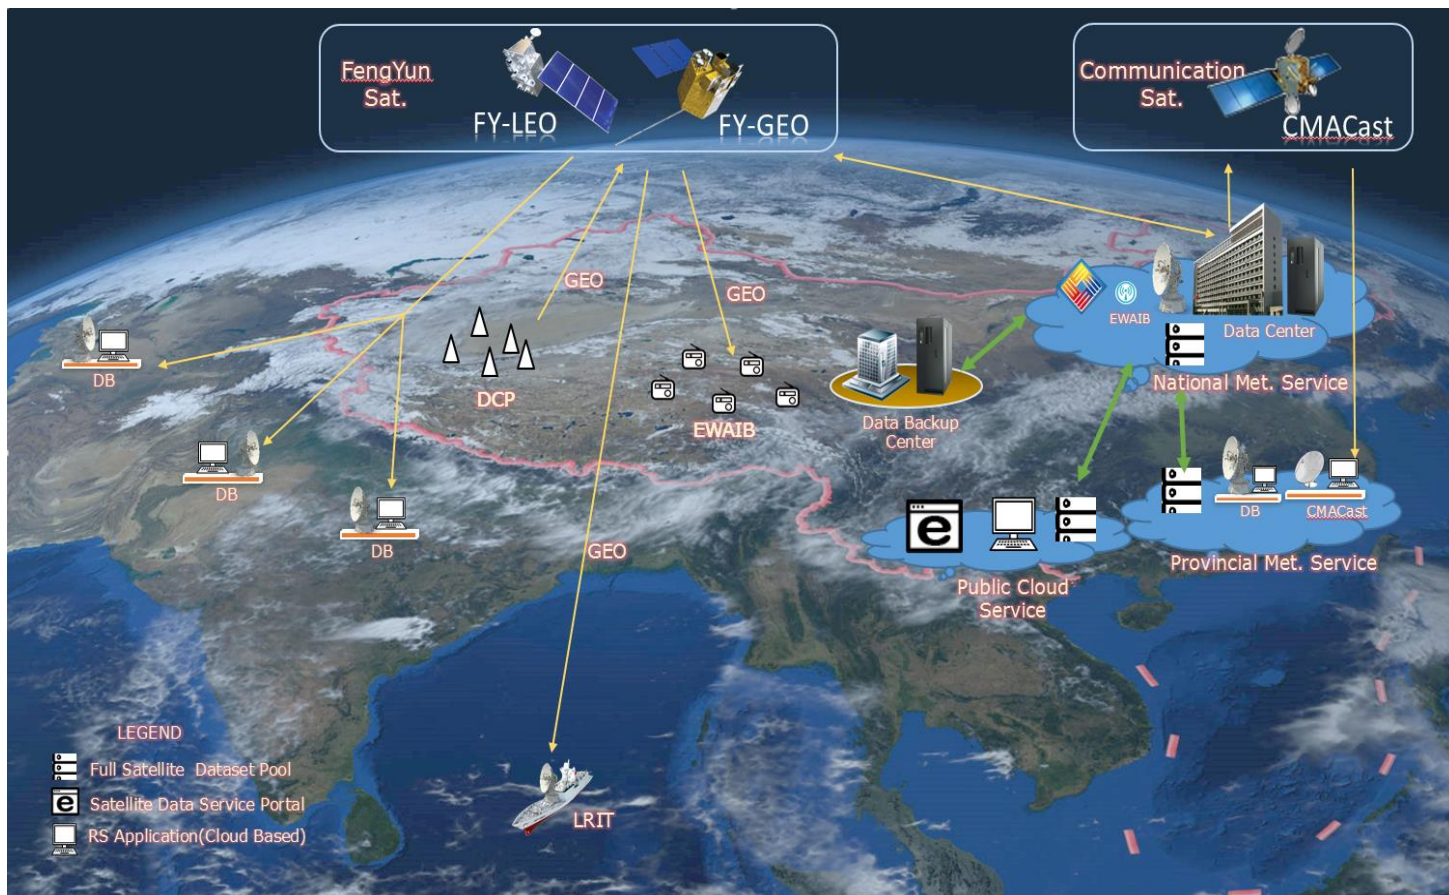 FengYun
Sat.
FY-LEO
FY-GEO
Communication
Sat.
CMACast
GEO
GEO
EWAIB
Data Center
DB
DCP
EWAIB
National Met. Service
Data Backup
Center
DB
DB
GEO
DB
CMACast
Public Cloud
Service
Provincial Met. Service
LEGEND
Full Satellite Dataset Pool
Satellite Data Service Portal
RS Application(Cloud Based)
LRIT